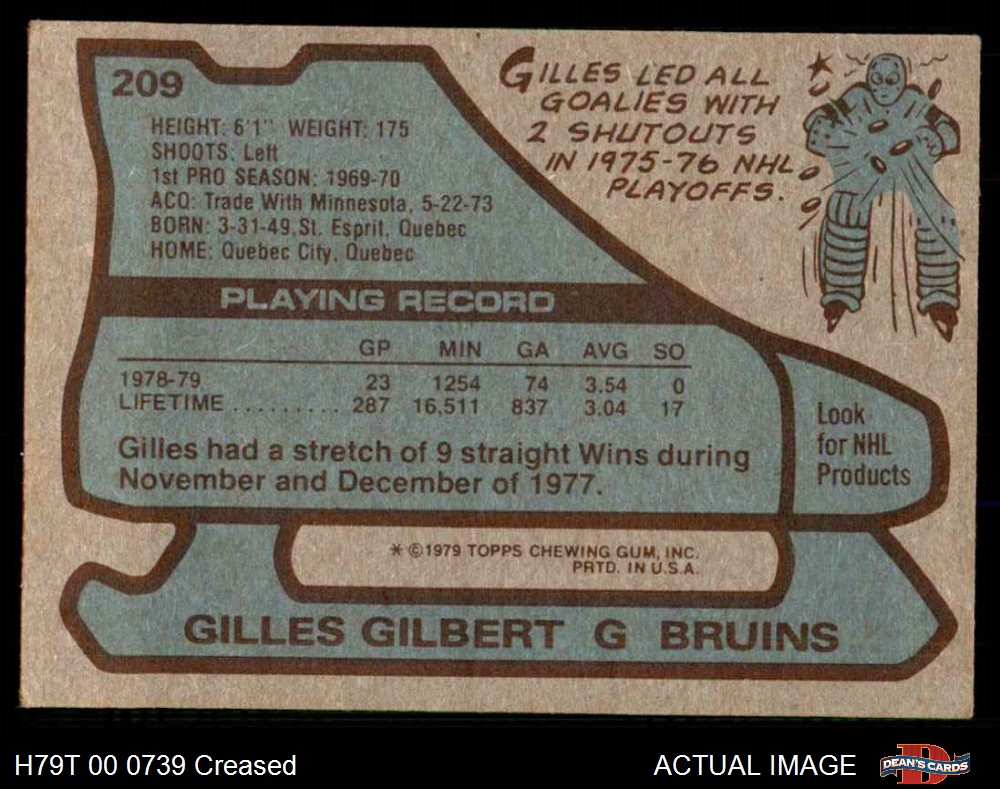 209
HEIGHT: 6'1" WEIGHT: 175
SHOOTS: Left
1st PRO SEASON: 1969-70
ACQ: Trade With Minnesota, 5-22-73
BORN: 3-31-49, St. Esprit, Quebec
HOME: Quebec City, Quebec
GILLES LED ALL
GOALIES WITH
2 SHUTOUTS
IN 1975-76 NHL
PLAYOFFS.
PLAYING RECORD
GP MIN GA AVG SO
1978-79 23 1254 74 3.54 0
LIFETIME .......... 287 16,511 837 3.04 17
Gilles had a stretch of 9 straight Wins during
November and December of 1977.
Look
for NHL
Products
* ©1979 TOPPS CHEWING GUM, INC.
PRTD. IN U.S.A.
GILLES GILBERT G BRUINS
H79T 00 0739 Creased
ACTUAL IMAGE
DEAN'S CARDS